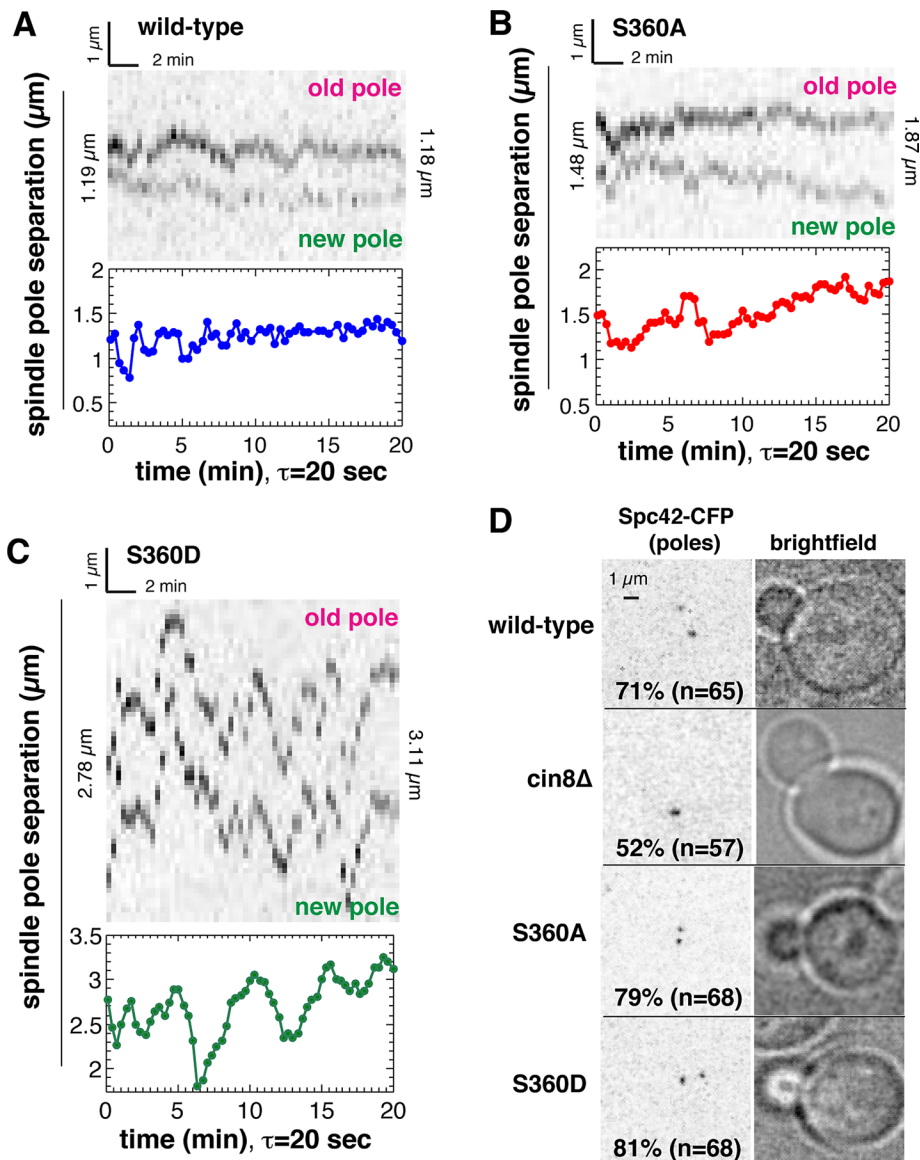 A
wild-type
1 µm
2 min
spindle pole separation (µm)
old pole
1.19 µm
1.18 µm
new pole
2
1.5
1
0.5
0 5 10 15 20
time (min), τ=20 sec
B
S360A
1 µm
2 min
spindle pole separation (µm)
old pole
1.48 µm
1.87 µm
new pole
2
1.5
1
0.5
0 5 10 15 20
time (min), τ=20 sec
C
S360D
1 µm
2 min
spindle pole separation (µm)
old pole
2.78 µm
3.11 µm
new pole
3.5
3
2.5
2
0 5 10 15 20
time (min), τ=20 sec
D
Spc42-CFP
(poles)
brightfield
1 µm
wild-type
71% (n=65)
cin8Δ
52% (n=57)
S360A
79% (n=68)
S360D
81% (n=68)